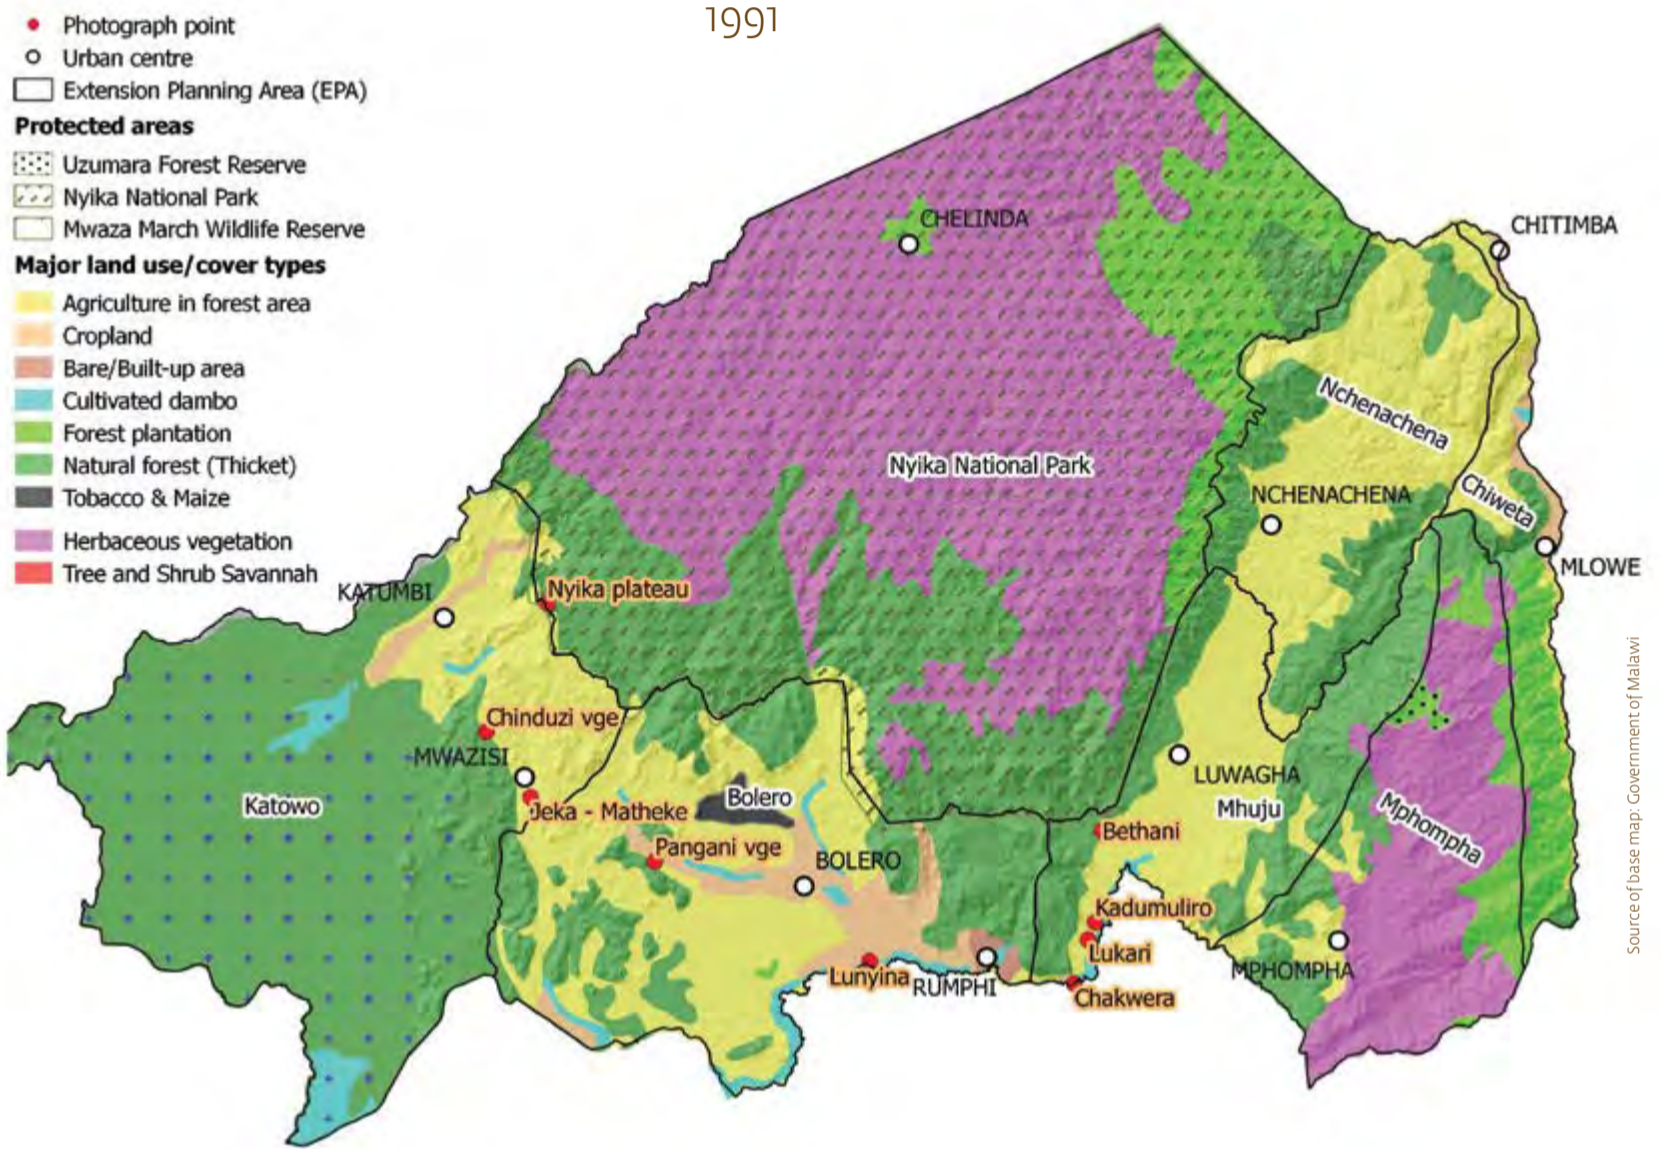 1991
Photograph point
Urban centre
Extension Planning Area (EPA)
Protected areas
Uzumara Forest Reserve
Nyika National Park
Mwaza March Wildlife Reserve
Major land use/cover types
Agriculture in forest area
Cropland
Bare/Built-up area
Cultivated dambo
Forest plantation
Natural forest (Thicket)
Tobacco & Maize
Herbaceous vegetation
Tree and Shrub Savannah
CHELINDA
CHITIMBA
Nchenachena
Nyika National Park
NCHENACHENA
Chiweta
MLOWE
KATUMBI
Nyika plateau
Chinduzi vge
MWAZISI
LUWAGHA
Katowo
Jeka - Matheke
Bolero
Mhuju
Mphompha
Bethani
Pangani vge
BOLERO
Kadumuliro
Lukari
MPHOMPHA
Lunyina
RUMPHI
Chakwera
Source of base map: Government of Malawi